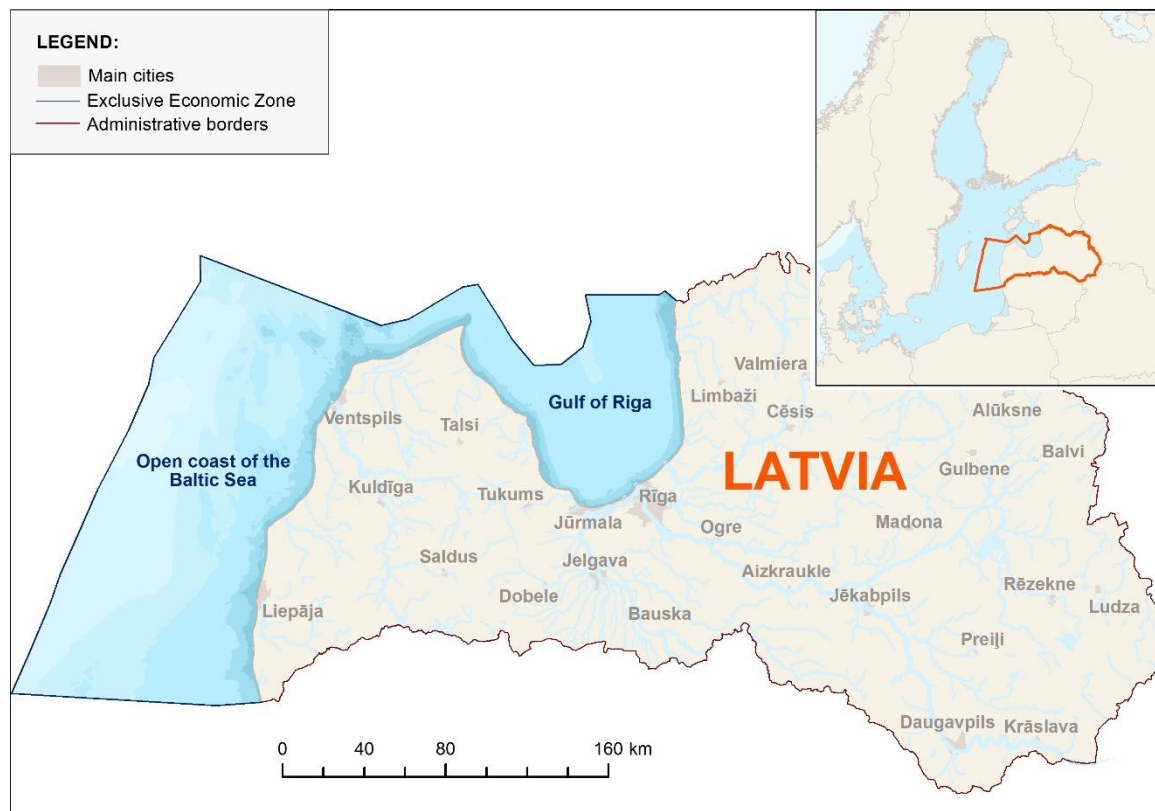 LEGEND:
Main cities
Exclusive Economic Zone
Administrative borders
Valmiera
Limbaži
Cēsis
Alūksne
Gulf of Riga
Ventspils
Talsi
Balvi
Gulbene
Open coast of the
Baltic Sea
LATVIA
Kuldīga
Tukums
Rīga
Jūrmala
Ogre
Madona
Saldus
Jelgava
Aizkraukle
Rēzekne
Dobele
Jēkabpils
Liepāja
Bauska
Ludza
Preiļi
Daugavpils
Krāslava
0 40 80 160 km